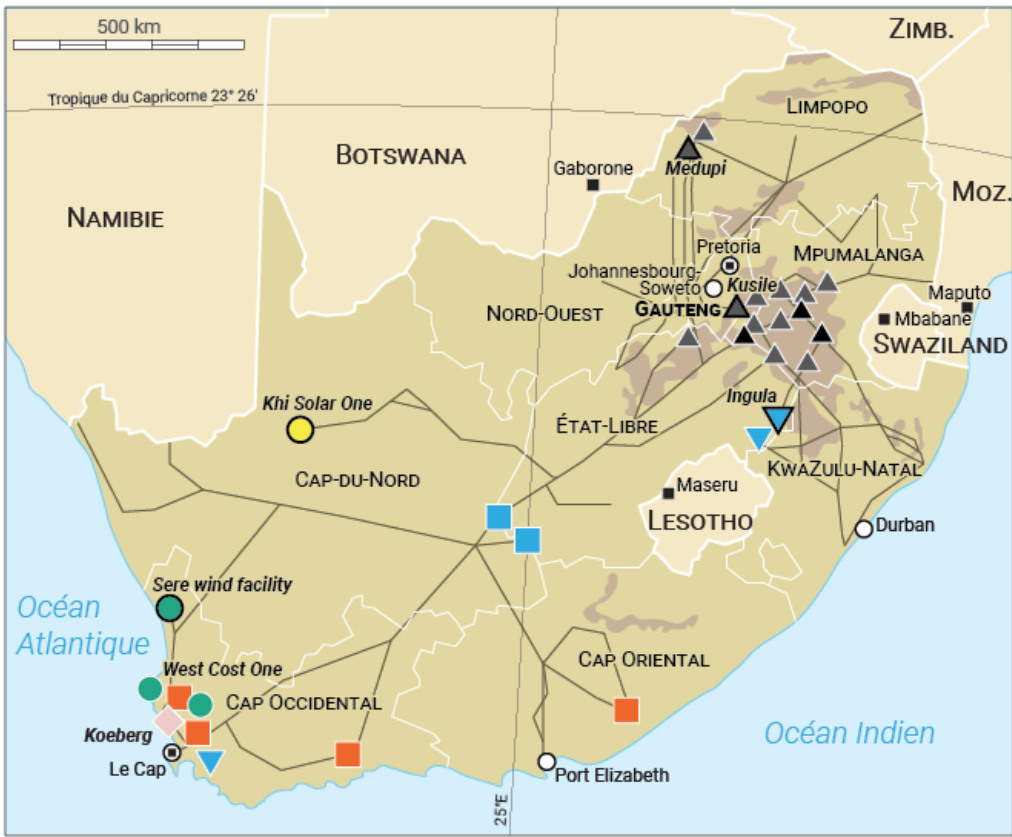 500 km
ZIMB.
Tropique du Capricorne 23° 26'
LIMPOPO
BOTSWANA
Medupi
Gaborone
MOZ.
NAMIBIE
Pretoria
MPUMALANGA
Johannesbourg-
Soweto
Kusile
Maputo
NORD-OUEST
GAUTENG
Mbabane
SWAZILAND
Khi Solar One
Ingula
ÉTAT-LIBRE
CAP-DU-NORD
KWAZULU-NATAL
Maseru
LESOTHO
Durban
Sere wind facility
Océan
Atlantique
West Cost One
CAP ORIENTAL
CAP OCCIDENTAL
Koeberg
Océan Indien
Le Cap
Port Elizabeth
25°E